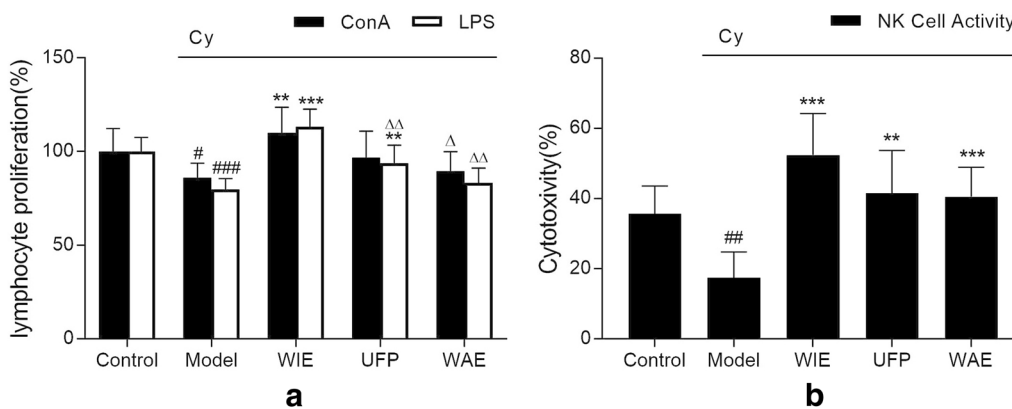 ConA LPS
Cy
lymphocyte proliferation(%)
150
100
50
0
** ***
# ###
ΔΔ
**
Δ ΔΔ
Control Model WIE UFP WAE
a
NK Cell Activity
Cy
Cytotoxivity(%)
80
60
40
20
0
##
***
**
***
Control Model WIE UFP WAE
b